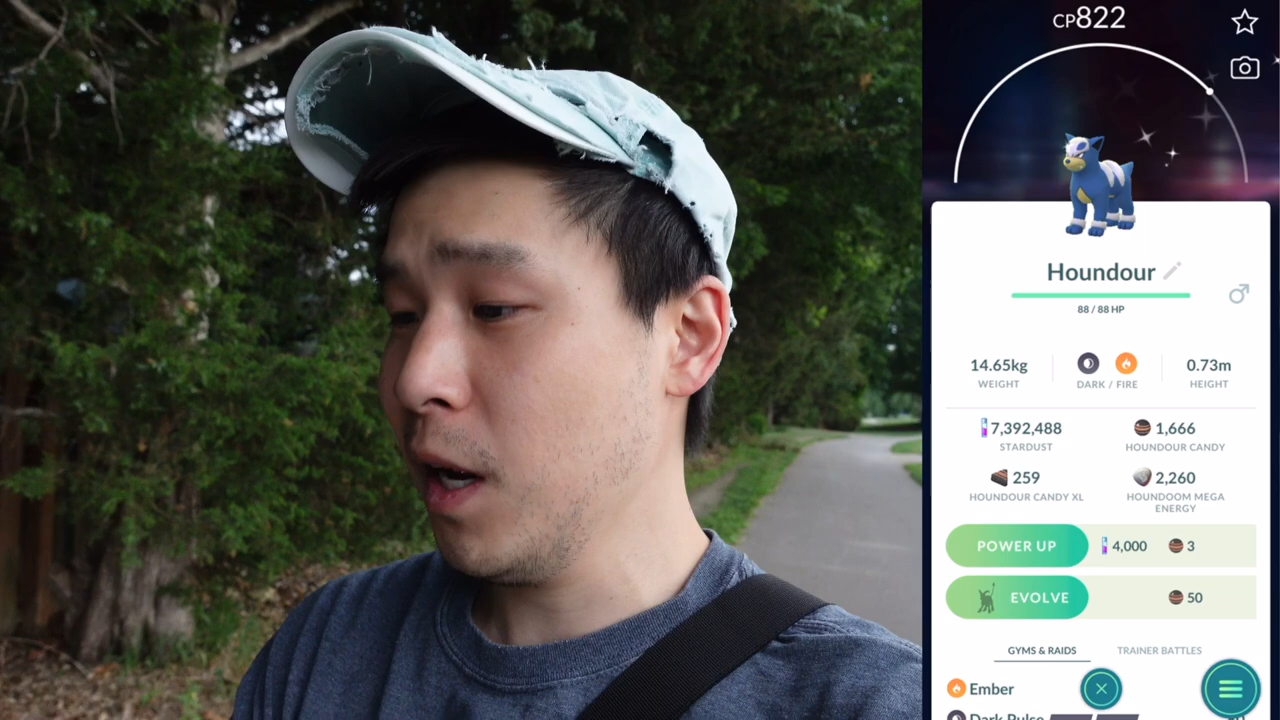 CP822
Houndour
88 / 88 HP
14.65kg
WEIGHT
DARK / FIRE
0.73m
HEIGHT
7,392,488
STARDUST
1,666
HOUNDOUR CANDY
259
HOUNDOUR CANDY XL
2,260
HOUNDOOM MEGA
ENERGY
POWER UP
4,000
3
EVOLVE
50
GYMS & RAIDS
TRAINER BATTLES
Ember
Dark Pulse